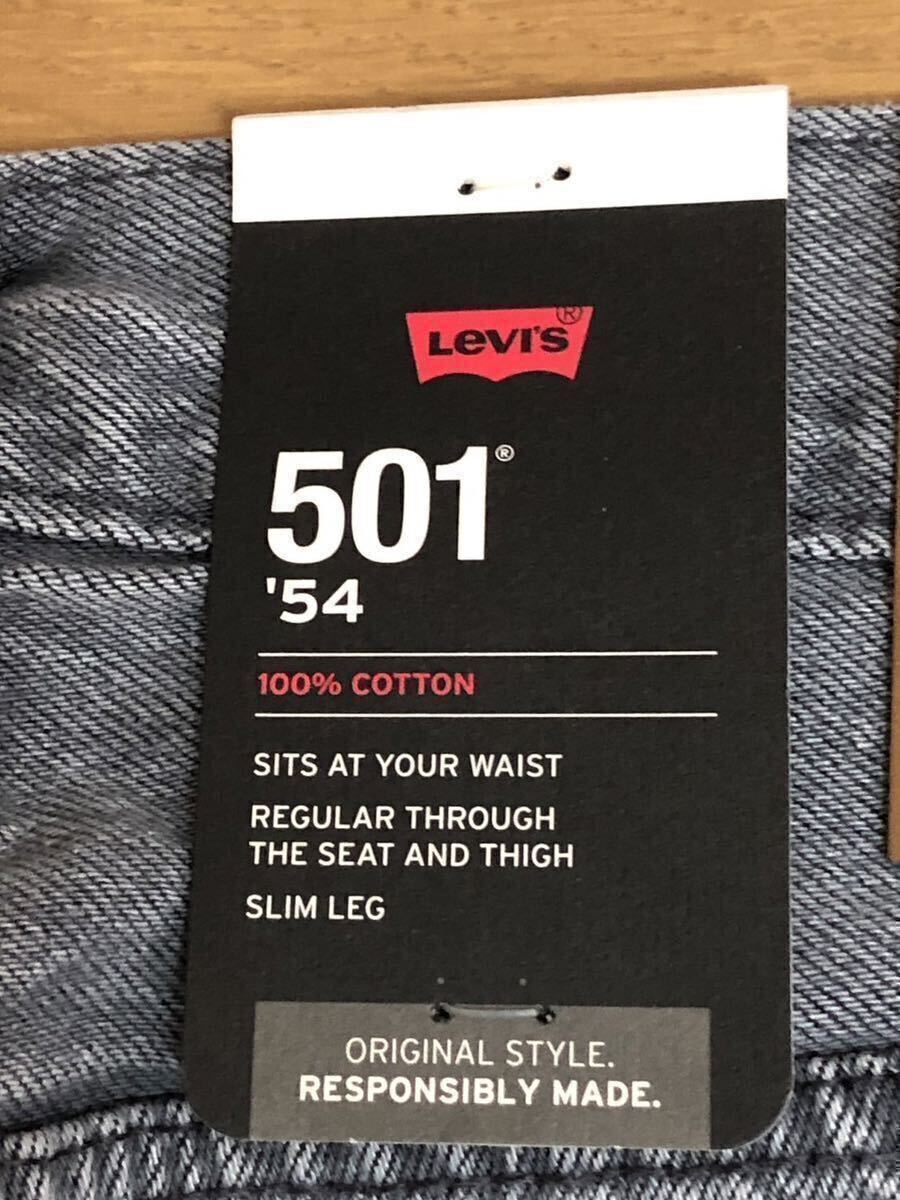 LEVI'S®
501®
'54
100% COTTON
SITS AT YOUR WAIST
REGULAR THROUGH
THE SEAT AND THIGH
SLIM LEG
ORIGINAL STYLE.
RESPONSIBLY MADE.